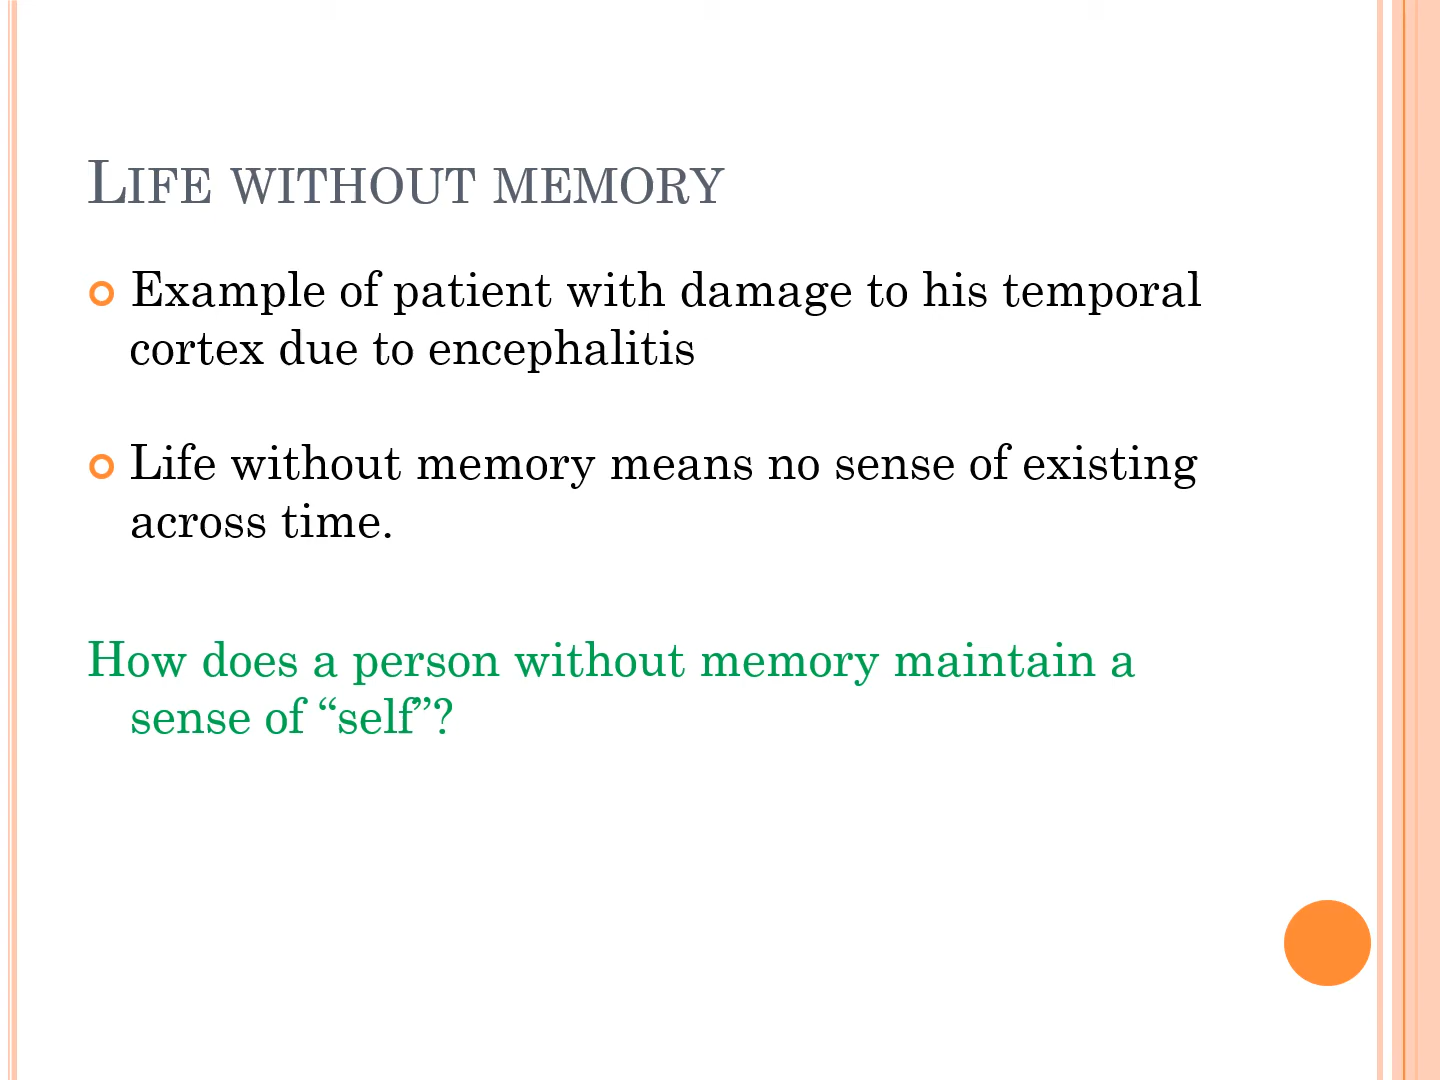 Life without memory
Example of patient with damage to his temporal
cortex due to encephalitis
Life without memory means no sense of existing
across time.
How does a person without memory maintain a
sense of “self”?